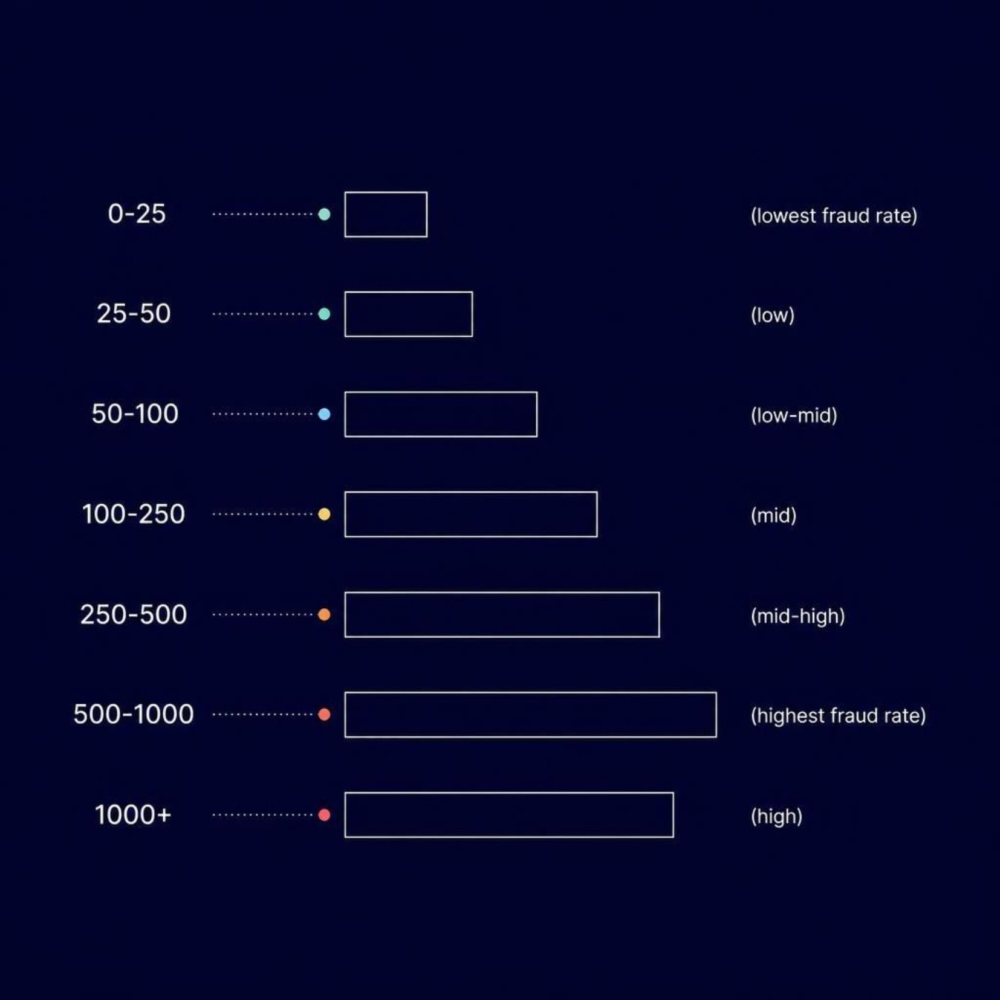 0-25 (lowest fraud rate)
25-50 (low)
50-100 (low-mid)
100-250 (mid)
250-500 (mid-high)
500-1000 (highest fraud rate)
1000+ (high)